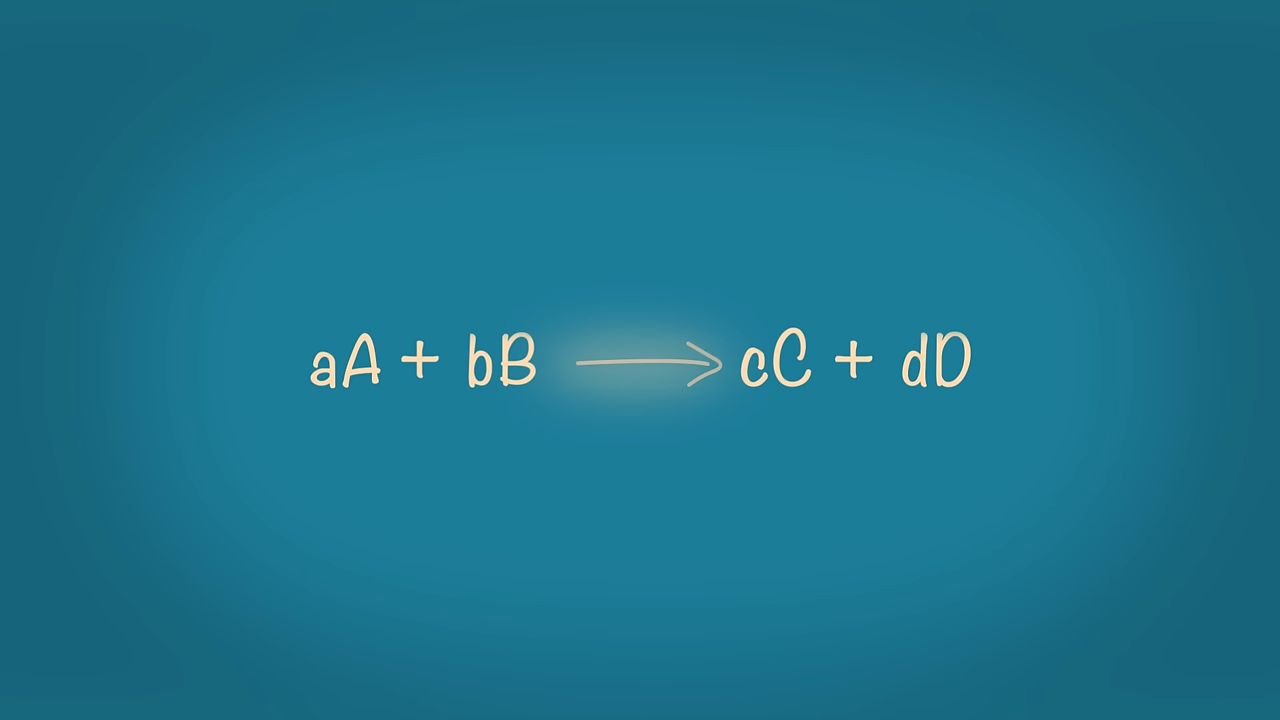 aA + bB → cC + dD